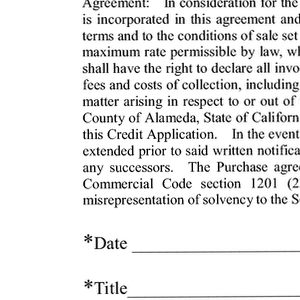 Agreement: In consideration for the
is incorporated in this agreement and
terms and to the conditions of sale set
maximum rate permissible by law, wh
shall have the right to declare all invo
fees and costs of collection, including
matter arising in respect to or out of
County of Alameda, State of Californ
this Credit Application. In the event
extended prior to said written notifica
any successors. The Purchase agre
Commercial Code section 1201 (2
misrepresentation of solvency to the S
*Date
*Title